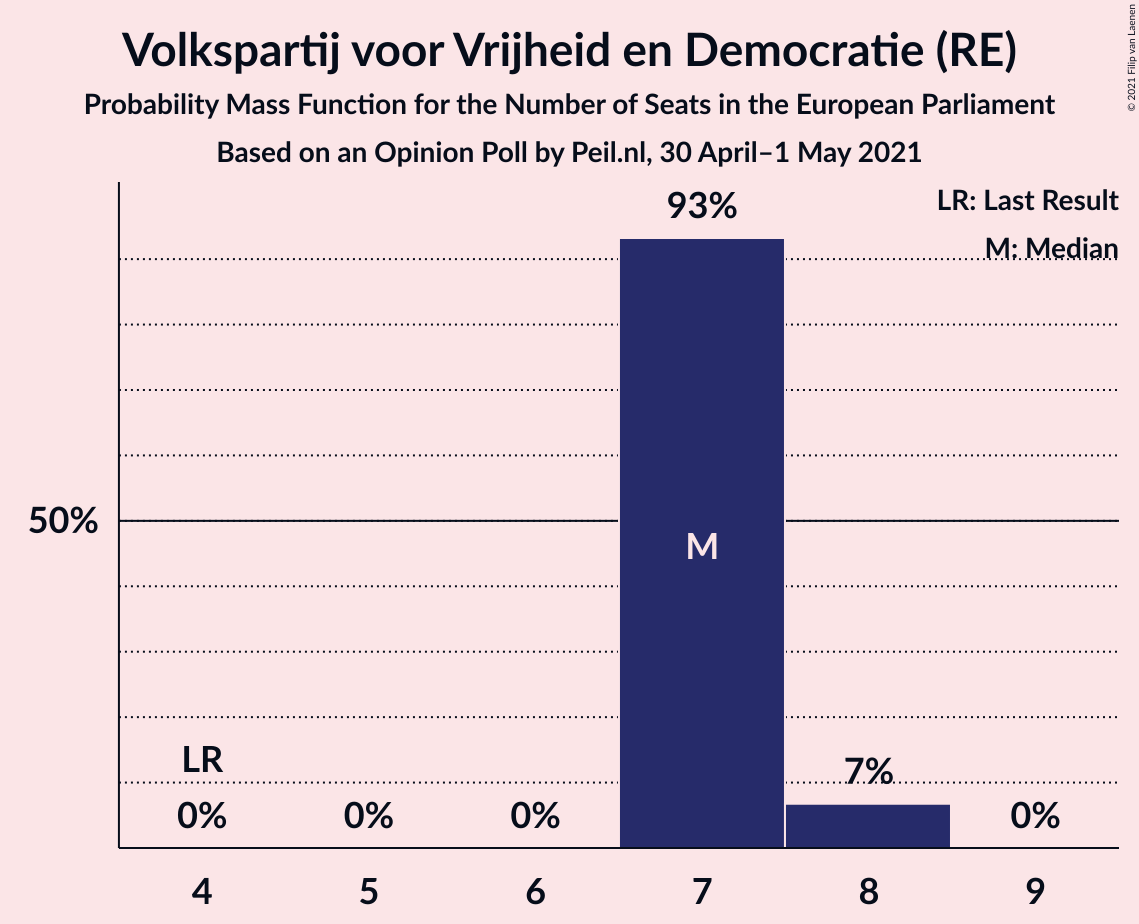 Volkspartij voor Vrijheid en Democratie (RE)
Probability Mass Function for the Number of Seats in the European Parliament
Based on an Opinion Poll by Peil.nl, 30 April–1 May 2021
© 2021 Filip van Laenen
LR: Last Result
M: Median
93%
50%
M
LR
7%
0%
0%
0%
0%
4
5
6
7
8
9